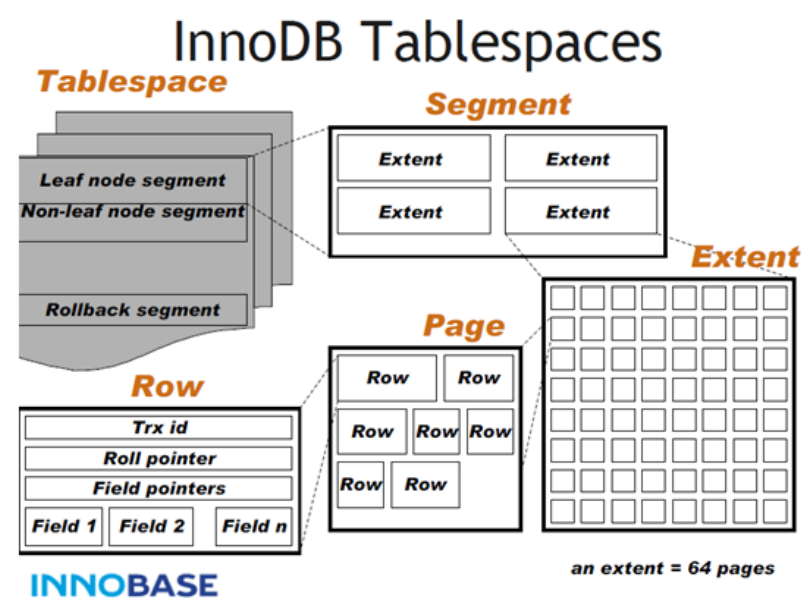 InnoDB Tablespaces
Tablespace
Leaf node segment
Non-leaf node segment
Rollback segment
Segment
Extent Extent
Extent Extent
Extent
an extent = 64 pages
Page
Row Row
Row Row Row
Row Row
Row
Trx id
Roll pointer
Field pointers
Field 1 Field 2 Field n
INNOBASE